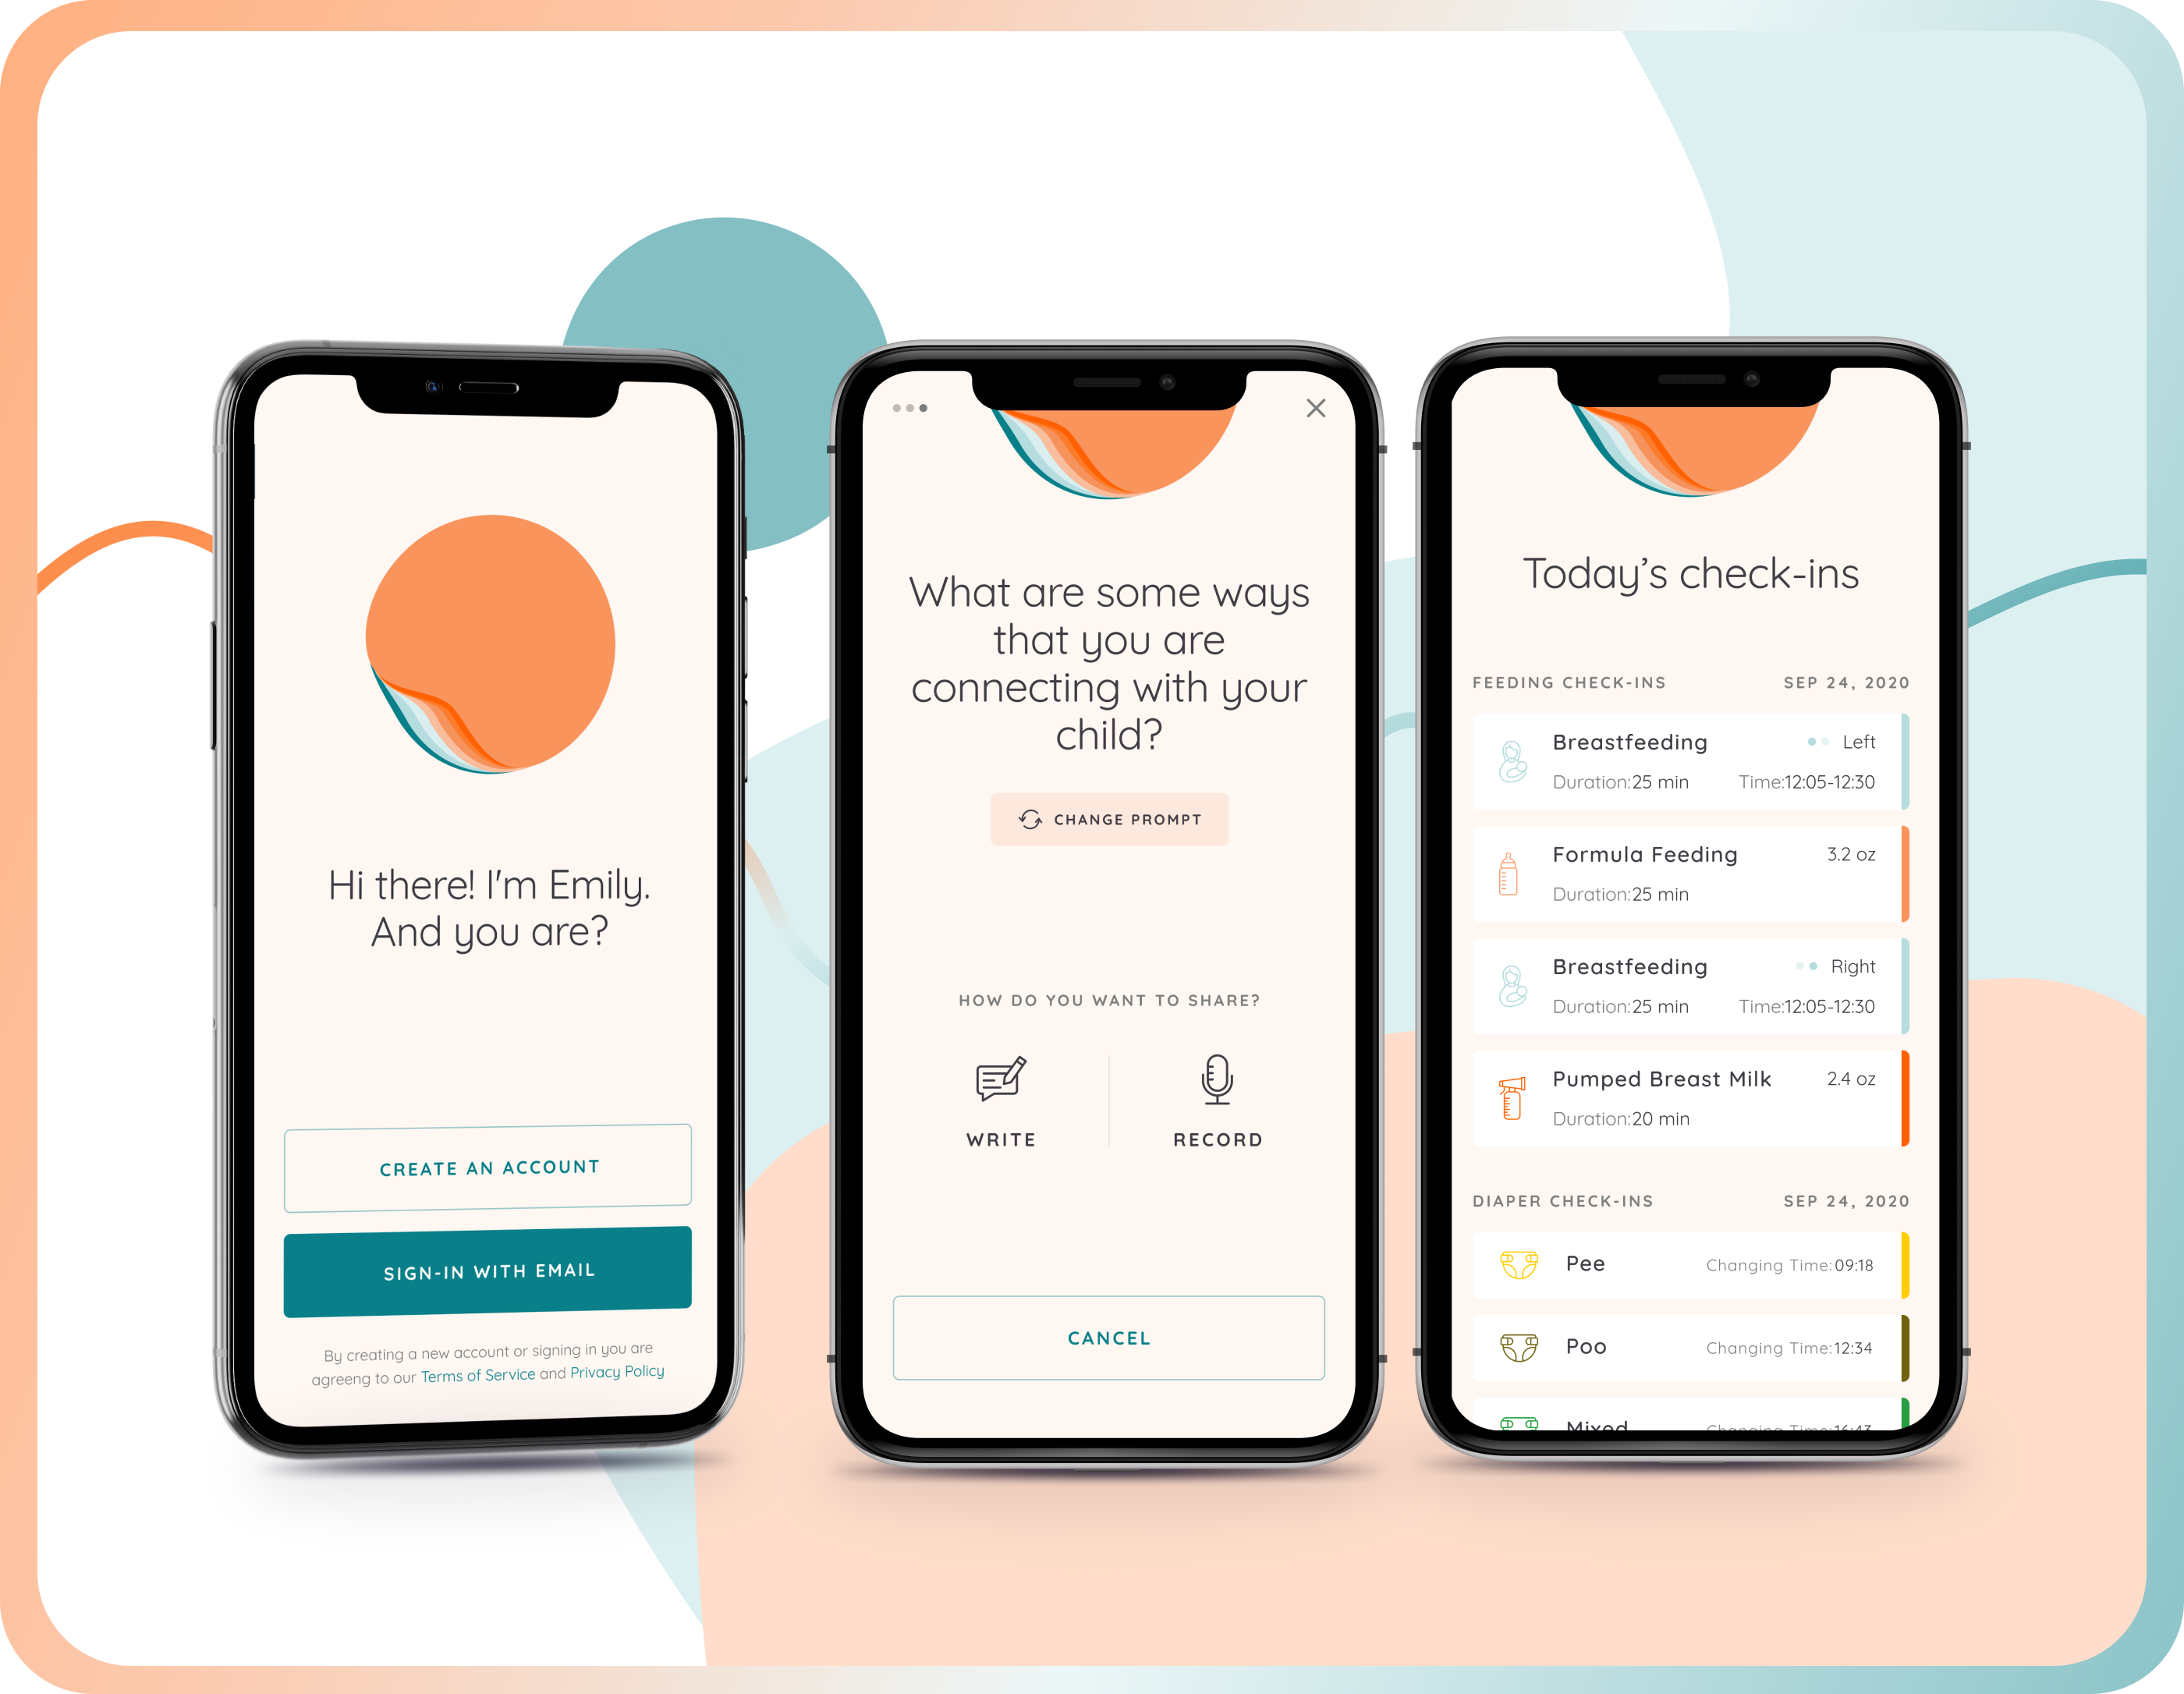 Hi there! I'm Emily.
And you are?
CREATE AN ACCOUNT
SIGN-IN WITH EMAIL
By creating a new account or signing in you are
agreeng to our Terms of Service and Privacy Policy
What are some ways
that you are
connecting with your
child?
CHANGE PROMPT
HOW DO YOU WANT TO SHARE?
WRITE RECORD
CANCEL
Today's check-ins
FEEDING CHECK-INS SEP 24, 2020
Breastfeeding Left
Duration:25 min Time:12:05-12:30
Formula Feeding 3.2 oz
Duration:25 min
Breastfeeding Right
Duration:25 min Time:12:05-12:30
Pumped Breast Milk 2.4 oz
Duration:20 min
DIAPER CHECK-INS SEP 24, 2020
Pee Changing Time:09:18
Poo Changing Time:12:34
Mixed Changing Time:16:43